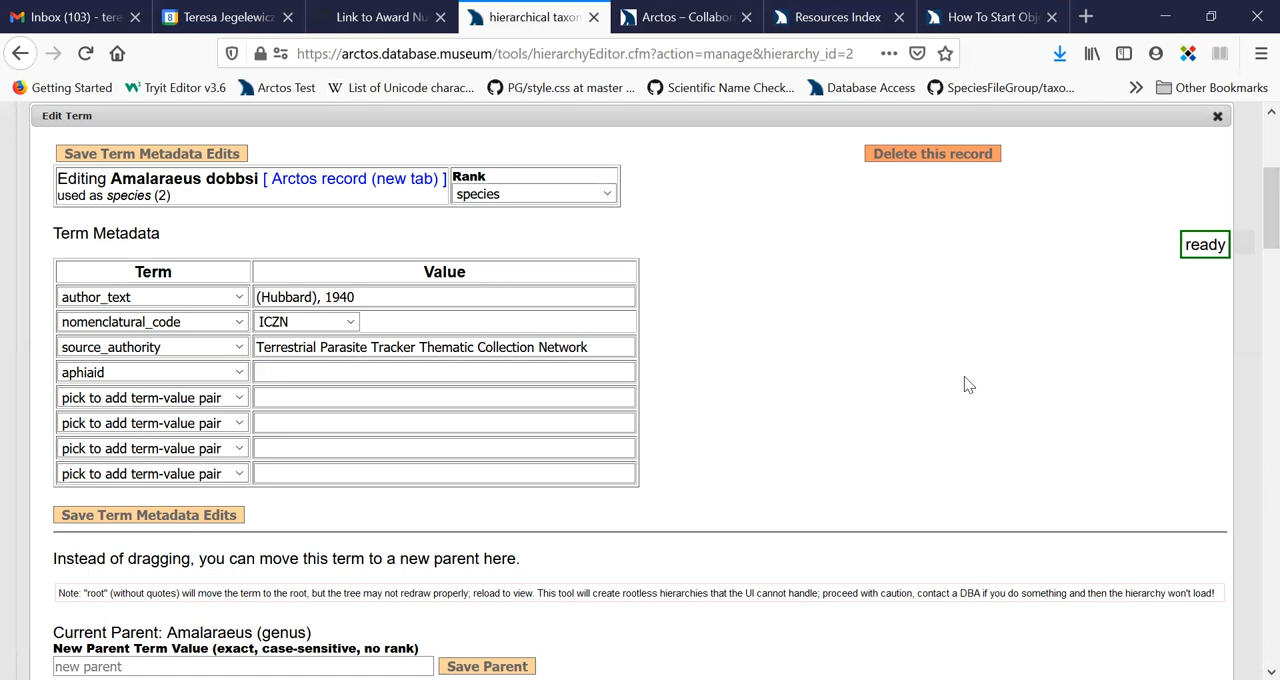 Inbox (103) - tere
Teresa Jegelewicz
Link to Award Nu
hierarchical taxon
Arctos – Collabor
Resources Index
How To Start Obj
https://arctos.database.museum/tools/hierarchyEditor.cfm?action=manage&hierarchy_id=2
Getting Started
Tryit Editor v3.6
Arctos Test
List of Unicode charac...
PG/style.css at master ...
Scientific Name Check...
Database Access
SpeciesFileGroup/taxo...
Other Bookmarks
Edit Term
Save Term Metadata Edits
Delete this record
Editing Amalaraeus dobbsi [ Arctos record (new tab) ]
used as species (2)
Rank
species
Term Metadata
ready
Term Value
author_text (Hubbard), 1940
nomenclatural_code ICZN
source_authority Terrestrial Parasite Tracker Thematic Collection Network
aphiaid
pick to add term-value pair
pick to add term-value pair
pick to add term-value pair
pick to add term-value pair
Save Term Metadata Edits
Instead of dragging, you can move this term to a new parent here.
Note: "root" (without quotes) will move the term to the root, but the tree may not redraw properly; reload to view. This tool will create rootless hierarchies that the UI cannot handle; proceed with caution, contact a DBA if you do something and then the hierarchy won't load!
Current Parent: Amalaraeus (genus)
New Parent Term Value (exact, case-sensitive, no rank)
new parent
Save Parent